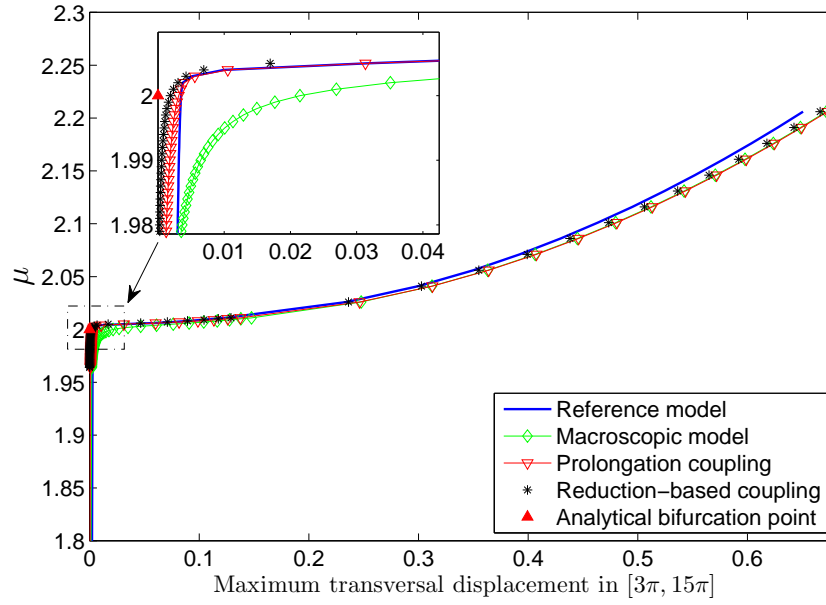 2.3
2.25
2.2
2.15
2.1
2.05
2
1.95
1.9
1.85
1.8
μ
2
1.99
1.98
0.01 0.02 0.03 0.04
Reference model
Macroscopic model
Prolongation coupling
Reduction−based coupling
Analytical bifurcation point
0 0.1 0.2 0.3 0.4 0.5 0.6
Maximum transversal displacement in [3π, 15π]